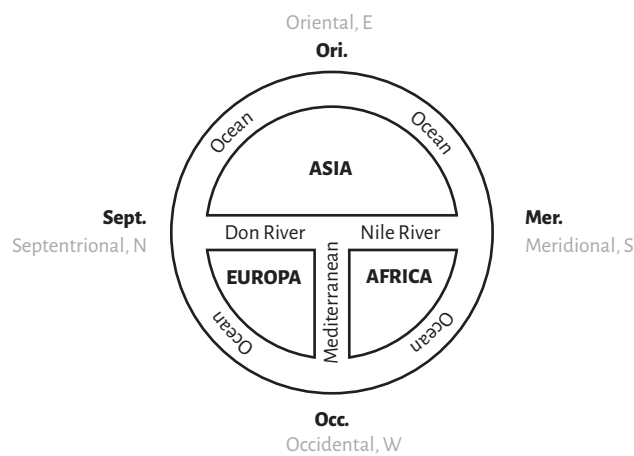 Oriental, E
Ori.
Ocean
Ocean
ASIA
Sept.
Septentrional, N
Don River
Nile River
Mer.
Meridional, S
EUROPA
Mediterranean
AFRICA
Ocean
Ocean
Occ.
Occidental, W